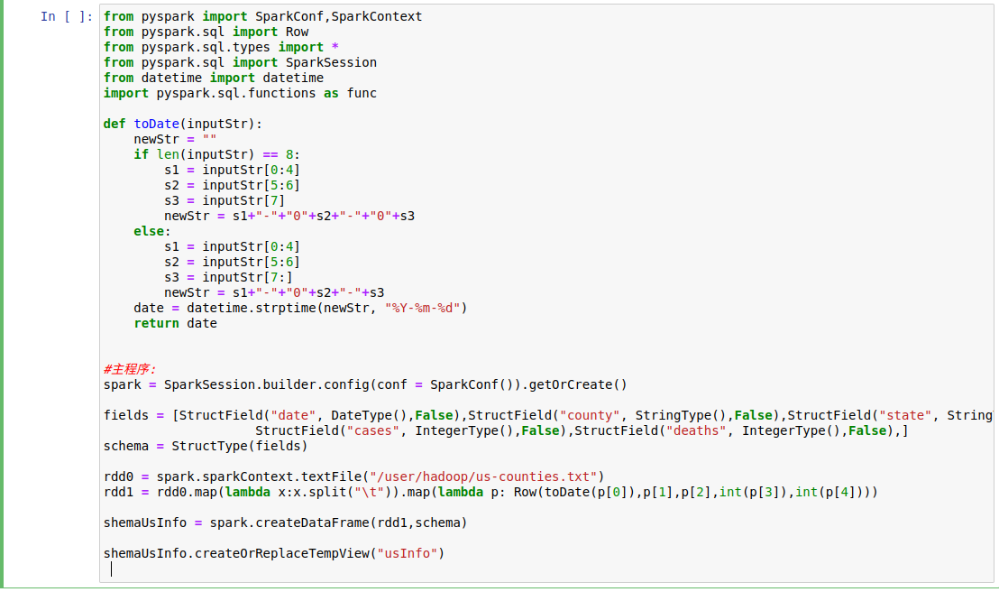 In [ ]:
from pyspark import SparkConf,SparkContext
from pyspark.sql import Row
from pyspark.sql.types import *
from pyspark.sql import SparkSession
from datetime import datetime
import pyspark.sql.functions as func

def toDate(inputStr):
    newStr = ""
    if len(inputStr) == 8:
        s1 = inputStr[0:4]
        s2 = inputStr[5:6]
        s3 = inputStr[7]
        newStr = s1+"-"+"0"+s2+"-"+"0"+s3
    else:
        s1 = inputStr[0:4]
        s2 = inputStr[5:6]
        s3 = inputStr[7:]
        newStr = s1+"-"+"0"+s2+"-"+s3
    date = datetime.strptime(newStr, "%Y-%m-%d")
    return date

#主程序:
spark = SparkSession.builder.config(conf = SparkConf()).getOrCreate()

fields = [StructField("date", DateType(),False),StructField("county", StringType(),False),StructField("state", String
                    StructField("cases", IntegerType(),False),StructField("deaths", IntegerType(),False),]
schema = StructType(fields)

rdd0 = spark.sparkContext.textFile("/user/hadoop/us-counties.txt")
rdd1 = rdd0.map(lambda x:x.split("\t")).map(lambda p: Row(toDate(p[0]),p[1],p[2],int(p[3]),int(p[4])))

shemaUsInfo = spark.createDataFrame(rdd1,schema)

shemaUsInfo.createOrReplaceTempView("usInfo")